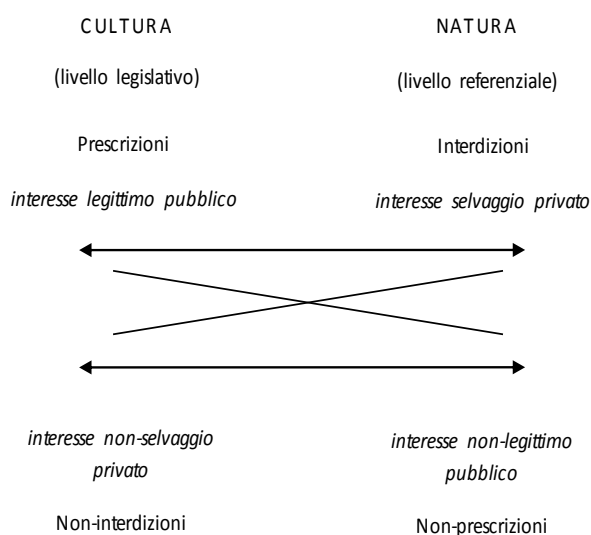 CULTURA
NATURA
(livello legislativo)
(livello referenziale)
Prescrizioni
Interdizioni
interesse legittimo pubblico
interesse selvaggio privato
interesse non-selvaggio
privato
interesse non-legittimo
pubblico
Non-interdizioni
Non-prescrizioni